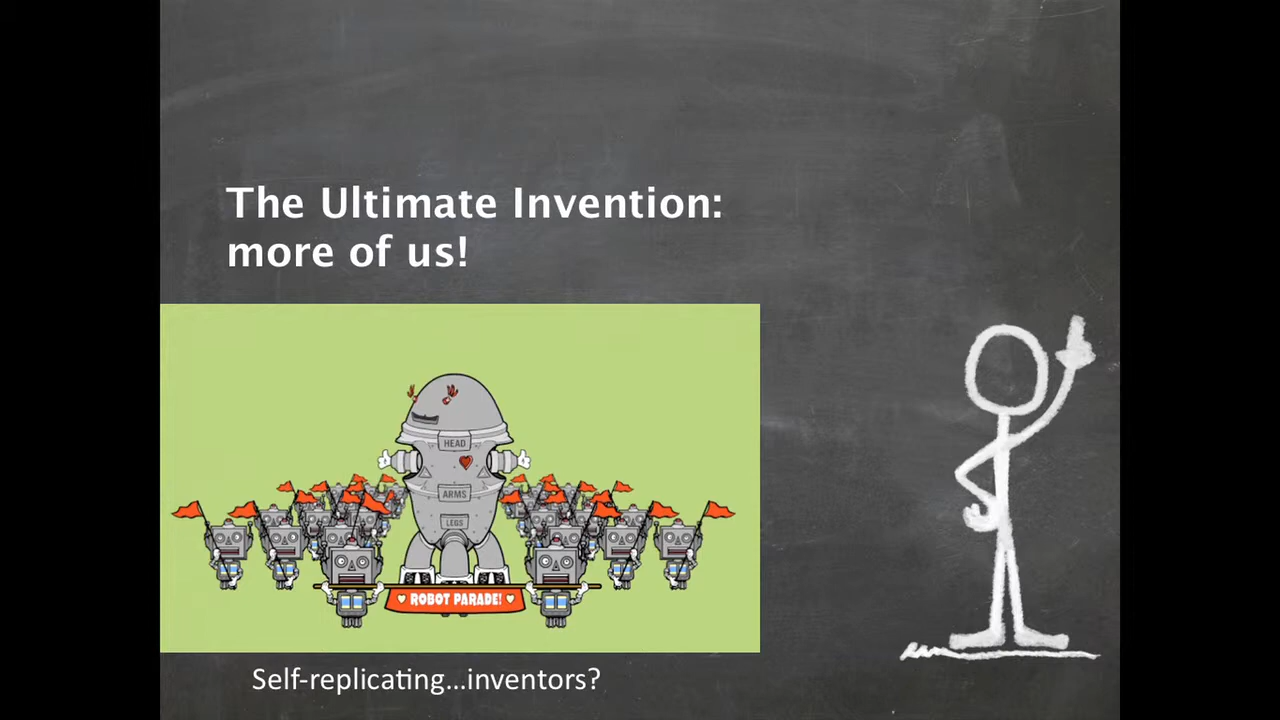 The Ultimate Invention:
more of us!
HEAD
ARMS
LEGS
ROBOT PARADE!
Self-replicating...inventors?